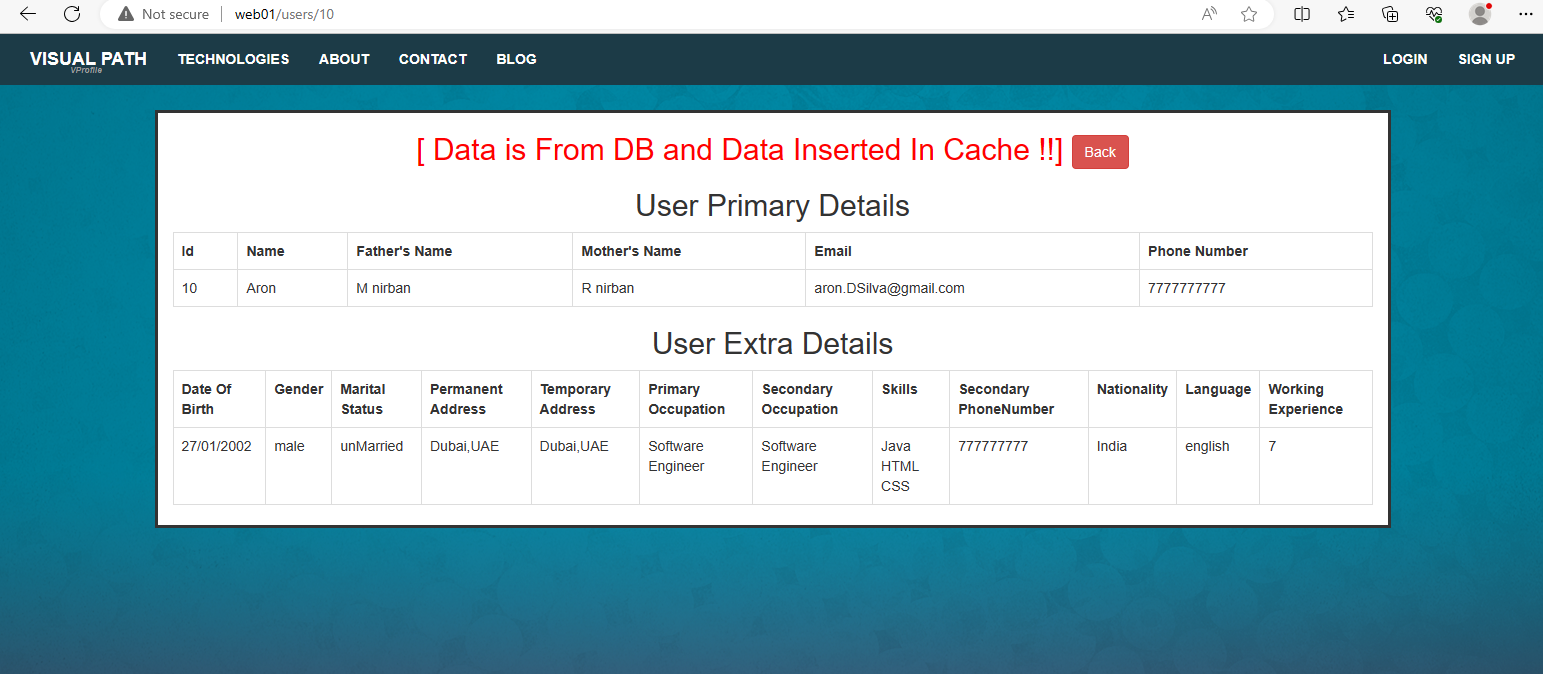 Not secure web01/users/10
VISUAL PATH TECHNOLOGIES ABOUT CONTACT BLOG LOGIN SIGN UP
VProfile
[ Data is From DB and Data Inserted In Cache !!] Back
User Primary Details
Id Name Father's Name Mother's Name Email Phone Number
10 Aron M nirban R nirban aron.DSilva@gmail.com 7777777777
User Extra Details
Date Of Gender Marital Permanent Temporary Primary Secondary Skills Secondary Nationality Language Working
Birth Status Address Address Occupation Occupation PhoneNumber Experience
27/01/2002 male unMarried Dubai,UAE Dubai,UAE Software Software Java 777777777 India english 7
Engineer Engineer HTML
CSS